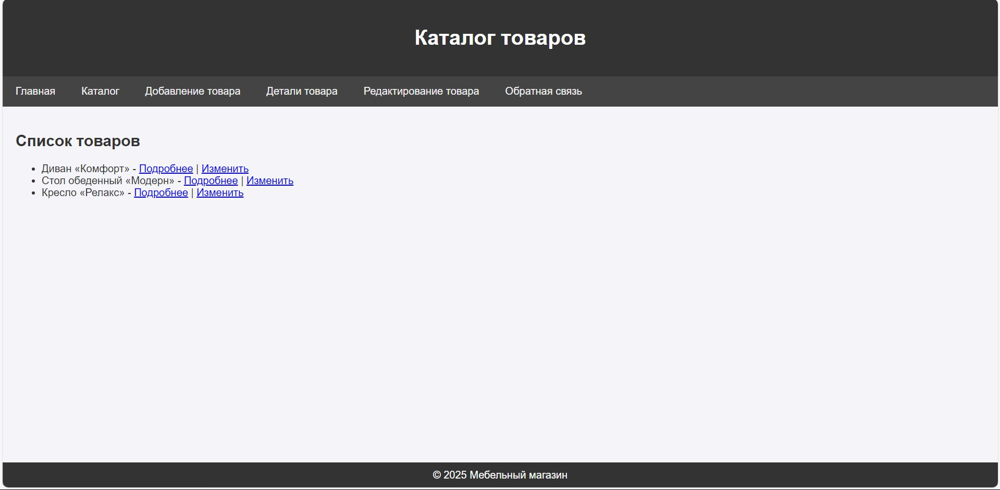 Каталог товаров
Главная Каталог Добавление товара Детали товара Редактирование товара Обратная связь
Список товаров
• Диван «Комфорт» - Подробнее | Изменить
• Стол обеденный «Модерн» - Подробнее | Изменить
• Кресло «Релакс» - Подробнее | Изменить
© 2025 Мебельный магазин